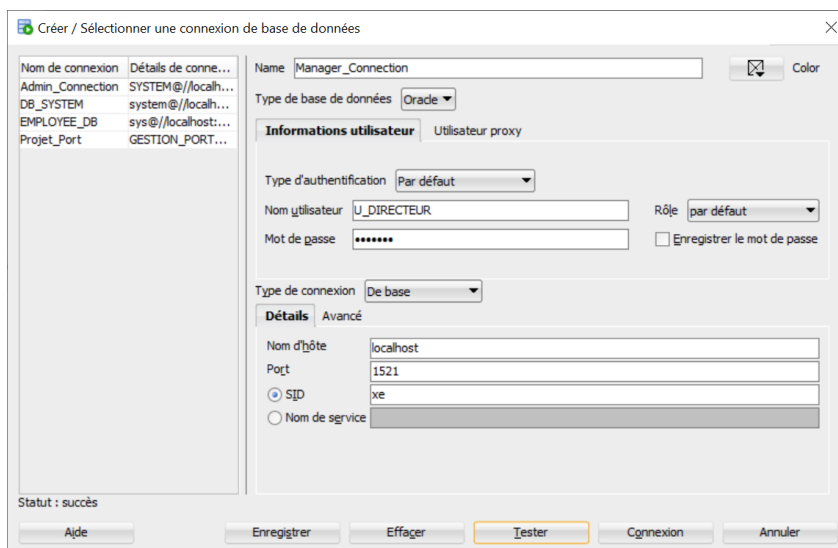 Créer / Sélectionner une connexion de base de données
Nom de connexion Détails de conne...
Admin_Connection SYSTEM@//localh...
DB_SYSTEM system@//localh...
EMPLOYEE_DB sys@//localhost:...
Projet_Port GESTION_PORT...
Name Manager_Connection Color
Type de base de données Oracle
Informations utilisateur Utilisateur proxy
Type d'authentification Par défaut
Nom utilisateur U_DIRECTEUR Rôle par défaut
Mot de passe ••••••• Enregistrer le mot de passe
Type de connexion De base
Détails Avancé
Nom d'hôte localhost
Port 1521
SID xe
Nom de service
Statut : succès
Aide Enregistrer Effacer Tester Connexion Annuler